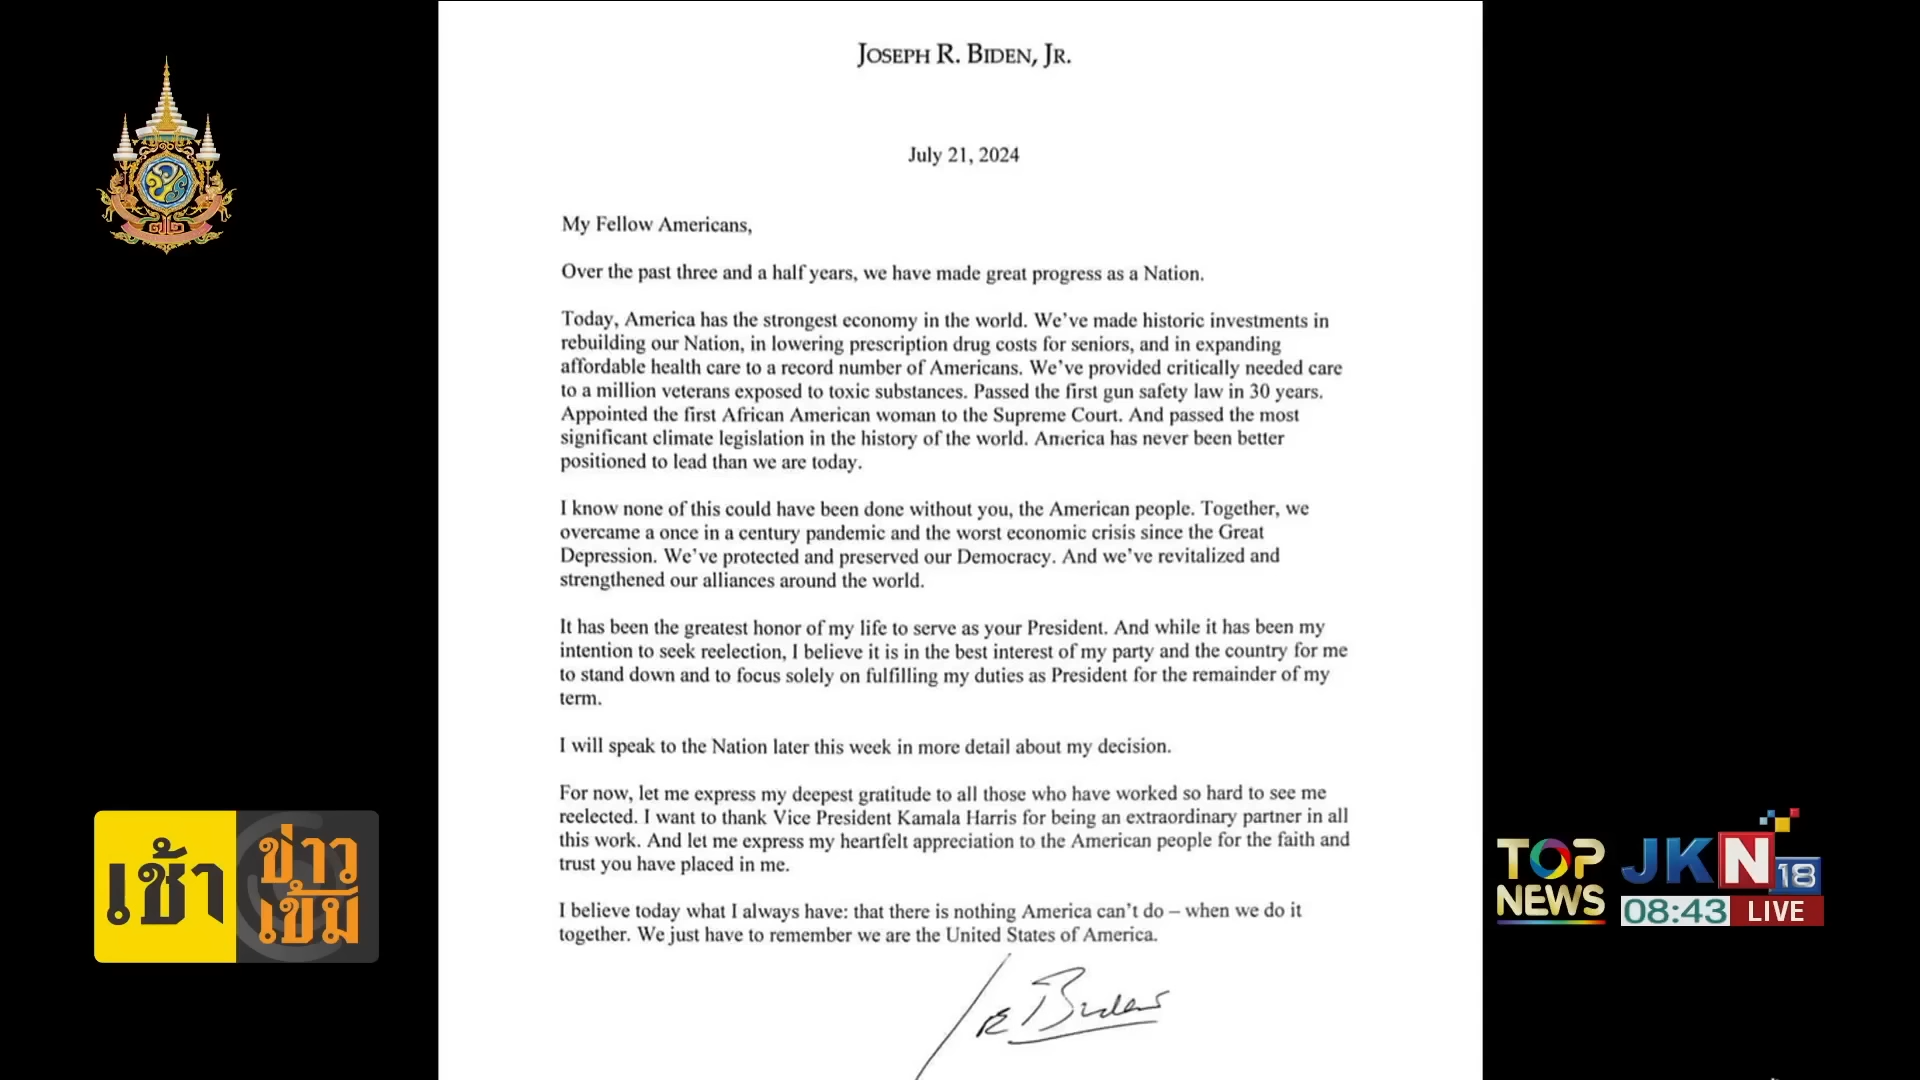 JOSEPH R. BIDEN, JR.
July 21, 2024
My Fellow Americans,
Over the past three and a half years, we have made great progress as a Nation.
Today, America has the strongest economy in the world. We've made historic investments in
rebuilding our Nation, in lowering prescription drug costs for seniors, and in expanding
affordable health care to a record number of Americans. We've provided critically needed care
to a million veterans exposed to toxic substances. Passed the first gun safety law in 30 years.
Appointed the first African American woman to the Supreme Court. And passed the most
significant climate legislation in the history of the world. America has never been better
positioned to lead than we are today.
I know none of this could have been done without you, the American people. Together, we
overcame a once in a century pandemic and the worst economic crisis since the Great
Depression. We've protected and preserved our Democracy. And we've revitalized and
strengthened our alliances around the world.
It has been the greatest honor of my life to serve as your President. And while it has been my
intention to seek reelection, I believe it is in the best interest of my party and the country for me
to stand down and to focus solely on fulfilling my duties as President for the remainder of my
term.
I will speak to the Nation later this week in more detail about my decision.
For now, let me express my deepest gratitude to all those who have worked so hard to see me
reelected. I want to thank Vice President Kamala Harris for being an extraordinary partner in all
this work. And let me express my heartfelt appreciation to the American people for the faith and
trust you have placed in me.
I believe today what I always have: that there is nothing America can't do – when we do it
together. We just have to remember we are the United States of America.
Joe Biden
เช้า
ข่าว
เข้ม
TOP
NEWS
JKN18
08:43 LIVE